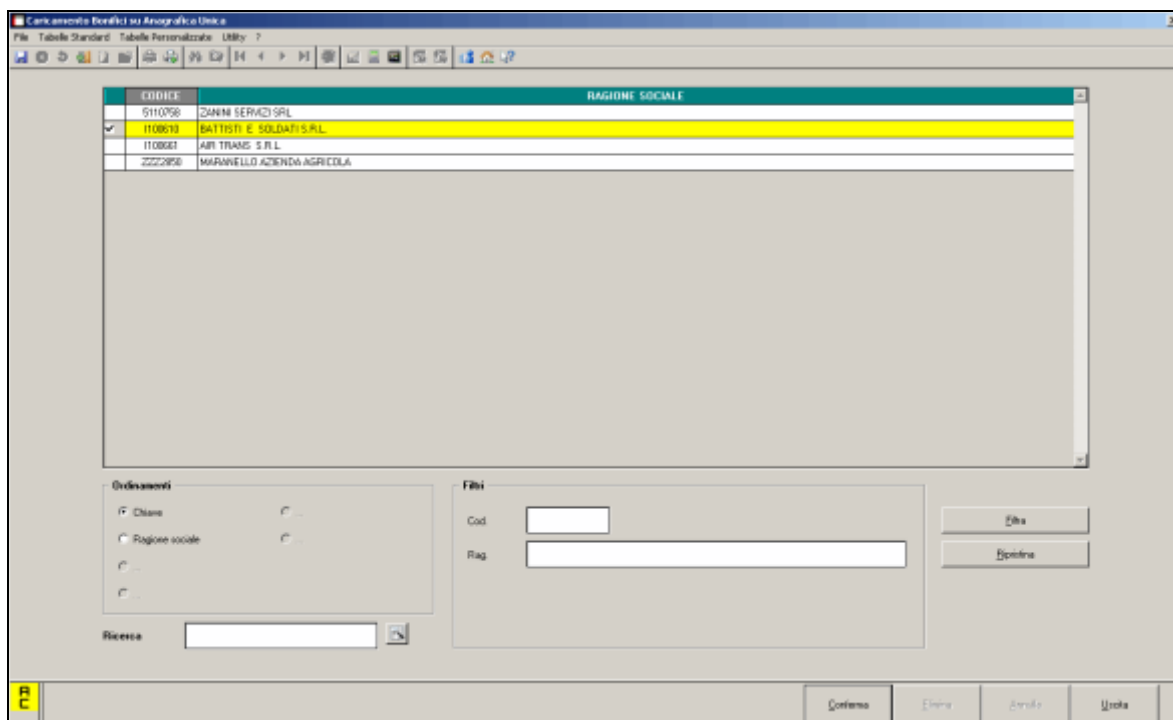 Caricamento Bonifici su Anagrafica Unica
File Tabelle Standard Tabelle Personalizzate Utility ?
CODICE RAGIONE SOCIALE
5110758 ZANINI SERVIZI SRL
I108610 BATTISTI E SOLDATI S.R.L.
I108661 AIR TRANS S.R.L.
ZZZ2850 MARANELLO AZIENDA AGRICOLA
Ordinamenti
Chiave ...
Ragione sociale ...
...
...
Ricerca
Filtri
Cod.
Rag.
Filtra
Ripristina
AC
Conferma Elimina Annulla Uscita